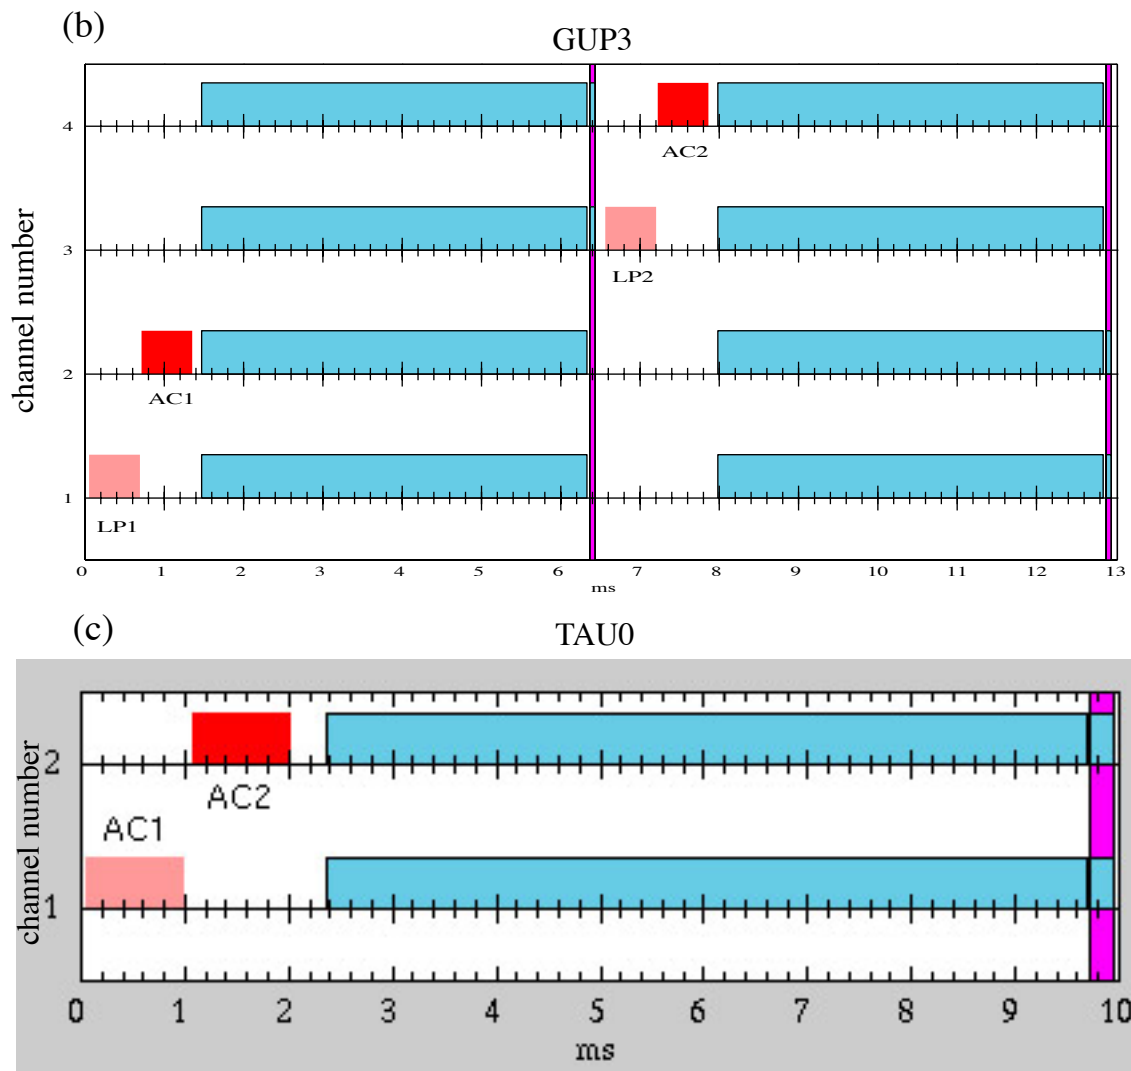 (b)
GUP3
channel number
4
AC2
3
LP2
2
AC1
1
LP1
0 1 2 3 4 5 6 7 8 9 10 11 12 13
ms
(c)
TAU0
channel number
2
AC2
AC1
1
0 1 2 3 4 5 6 7 8 9 10
ms